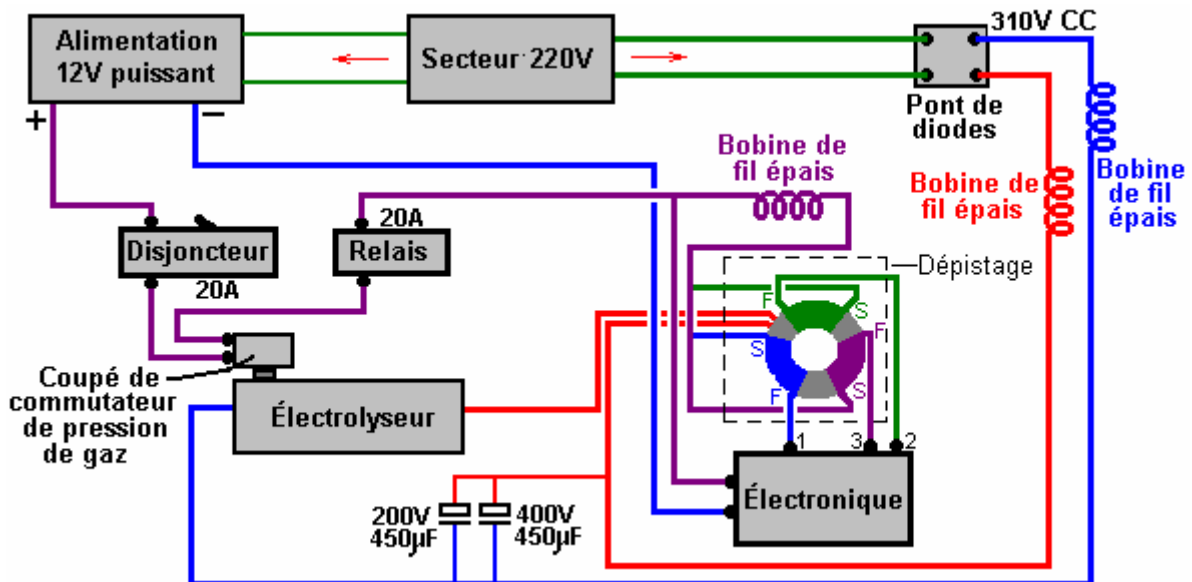 310V CC
Alimentation
12V puissant
Secteur 220V
+
−
Pont de
diodes
Bobine de
fil épais
Bobine de
fil épais
Bobine
de fil
épais
Disjoncteur
20A
20A
Relais
Dépistage
F
S
F
S
S
F
Coupé de
commutateur
de pression
de gaz
Électrolyseur
1
3
2
Électronique
200V
450µF
400V
450µF